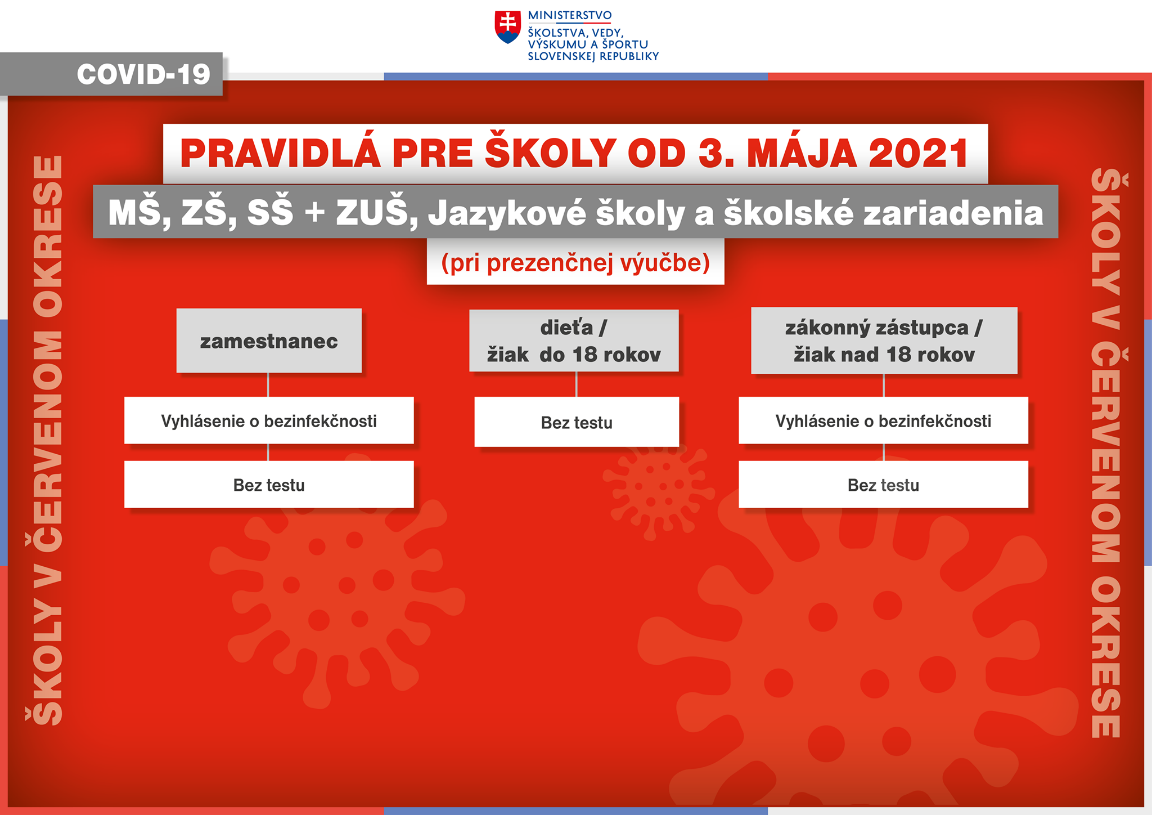 MINISTERSTVO
ŠKOLSTVA, VEDY,
VÝSKUMU A ŠPORTU
SLOVENSKEJ REPUBLIKY
COVID-19
PRAVIDLÁ PRE ŠKOLY OD 3. MÁJA 2021
MŠ, ZŠ, SŠ + ZUŠ, Jazykové školy a školské zariadenia
(pri prezenčnej výučbe)
ŠKOLY V ČERVENOM OKRESE
zamestnanec
Vyhlásenie o bezinfekčnosti
Bez testu
dieťa /
žiak do 18 rokov
Bez testu
zákonný zástupca /
žiak nad 18 rokov
Vyhlásenie o bezinfekčnosti
Bez testu
ŠKOLY V ČERVENOM OKRESE